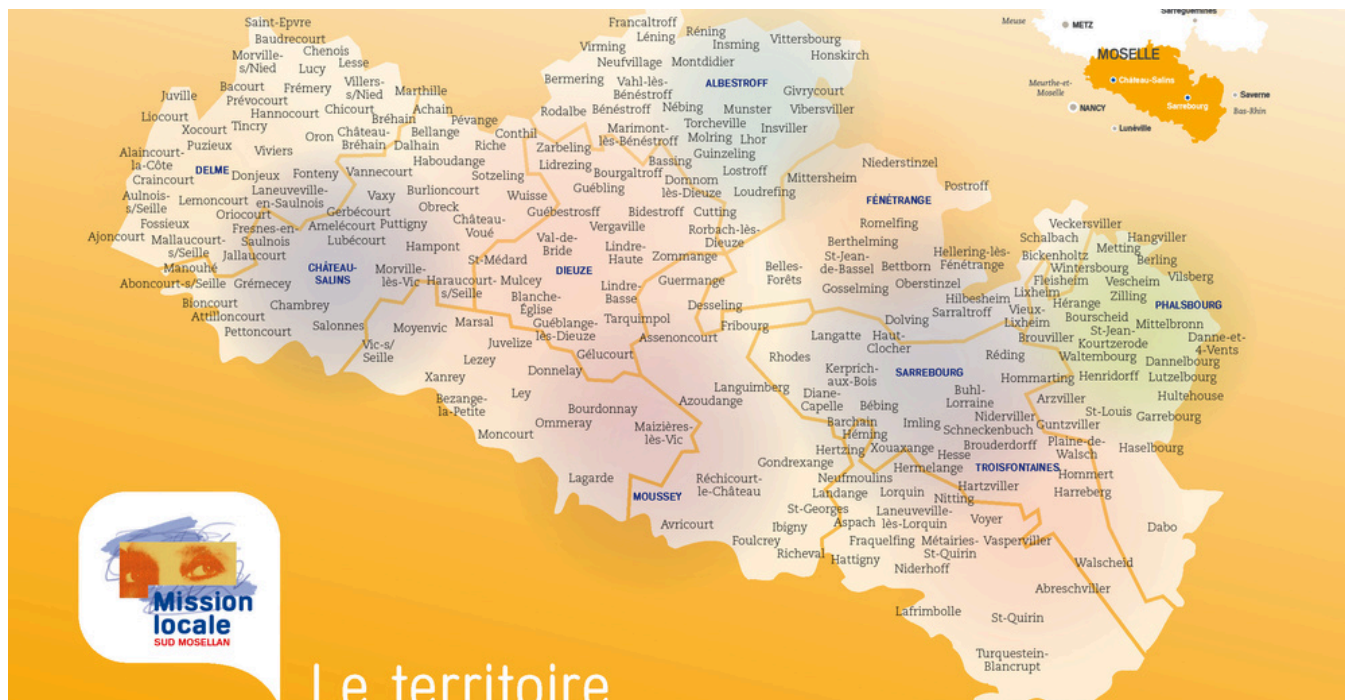 Saint-Epvre
Baudrecourt
Morville-
s/Nied
Chenois
Lucy
Lesse
Bacourt
Frémery
Villers-
s/Nied
Juville
Prévocourt
Marthille
Liocourt
Hannocourt
Chicourt
Achain
Xocourt
Tincry
Bréhain
Pévange
Puzieux
Oron
Château-
Bréhain
Bellange
Dalhain
Conthil
Riche
Alaincourt-
la-Côte
Viviers
Haboudange
DELME
Donjeux
Fonteny
Vannecourt
Sotzeling
Craincourt
Laneuveville-
en-Saulnois
Vaxy
Burlioncourt
Wuisse
Aulnois-
s/Seille
Lemoncourt
Oriocourt
Gerbécourt
Obreck
Fossieux
Fresnes-en-
Saulnois
Amelécourt
Puttigny
Château-
Voué
Ajoncourt
Mallaucourt-
s/Seille
Jallaucourt
Lubécourt
Hampont
Manouhé
St-Médard
Aboncourt-s/Seille
Grémecey
CHÂTEAU-
SALINS
Morville-
lès-Vic
Haraucourt-
s/Seille
Bioncourt
Chambrey
Attilloncourt
Pettoncourt
Salonnes
Moyenvic
Marsal
Vic-s/
Seille
Lezey
Juvelize
Xanrey
Bezange-
la-Petite
Ley
Donnelay
Moncourt
Ommeray
Bourdonnay
Lagarde
Francaltroff
Léning
Réning
Insming
Vittersbourg
Virming
Neufvillage
Montdidier
Honskirch
Bermering
Vahl-lès-
Bénestroff
ALBESTROFF
Givrycourt
Rodalbe
Bénestroff
Nébing
Munster
Vibersviller
Torcheville
Insviller
Marimont-
lès-Bénestroff
Molring
Lhor
Zarbeling
Guinzeling
Lidrezing
Bassing
Lostroff
Bourgaltroff
Domnom
lès-Dieuze
Mittersheim
Guébling
Loudrefing
Guébestroff
Bidestroff
Cutting
Vergaville
Rorbach-lès-
Dieuze
Val-de-
Bride
Lindre-
Haute
Zommange
DIEUZE
Mulcey
Guermange
Blanche-
Église
Lindre-
Basse
Desseling
Guéblange-
lès-Dieuze
Tarquimpol
Fribourg
Gélucourt
Assenoncourt
Languimberg
Azoudange
Maizières-
lès-Vic
Gondrexange
MOUSSEY
Réchicourt-
le-Château
Avricourt
St-Georges
Ibigny
Foulcrey
Richeval
Niederstinzel
Postroff
FÉNÉTRANGE
Romelfing
Berthelming
St-Jean-
de-Bassel
Bettborn
Hellering-lès-
Fénétrange
Belles-
Forêts
Gosselming
Oberstinzel
Hilbesheim
Sarraltroff
Dolving
Langatte
Haut-
Clocher
Rhodes
Kerprich-
aux-Bois
SARREBOURG
Réding
Diane-
Capelle
Bébing
Buhl-
Lorraine
Hommarting
Barchain
Imling
Niderviller
Héming
Schneckenbuch
Hertzing
Xouaxange
Hesse
Brouderdorff
Neufmoulins
Hermelange
TROISFONTAINES
Landange
Lorquin
Nitting
Hartzviller
Aspach
Laneuveville-
lès-Lorquin
Voyer
Fraquelfing
Métairies-
St-Quirin
Vasperviller
Hattigny
Niderhoff
Lafrimbolle
St-Quirin
Abreschviller
Turquestein-
Blancrupt
Walscheid
Dabo
Harreberg
Hommert
Plaine-de-
Walsch
Haselbourg
Guntzviller
Arzviller
St-Louis
Garrebourg
Hultehouse
Henridorff
Lutzelbourg
Waltembourg
Dannelbourg
Danne-et-
4-Vents
St-Jean-
Kourtzerode
Mittelbronn
Brouviller
Bourscheid
PHALSBOURG
Vieux-
Lixheim
Hérange
Zilling
Lixheim
Vescheim
Vilsberg
Fleisheim
Wintersbourg
Berling
Bickenholtz
Metting
Schalbach
Hangviller
Veckersviller
Meuse
METZ
Sarreguemines
MOSELLE
Château-Salins
Meurthe-et-
Moselle
NANCY
Sarrebourg
Saverne
Bas-Rhin
Lunéville
Mission
locale
SUD MOSELLAN
Le territoire